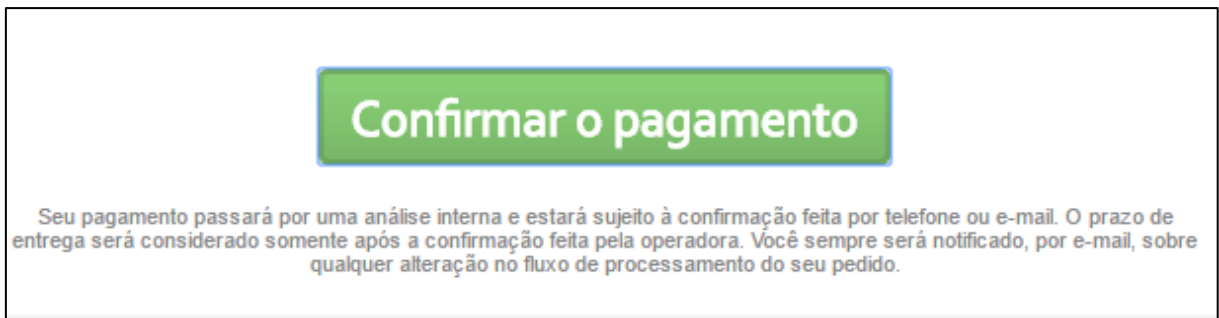 Confirmar o pagamento
Seu pagamento passará por uma análise interna e estará sujeito à confirmação feita por telefone ou e-mail. O prazo de
entrega será considerado somente após a confirmação feita pela operadora. Você sempre será notificado, por e-mail, sobre
qualquer alteração no fluxo de processamento do seu pedido.